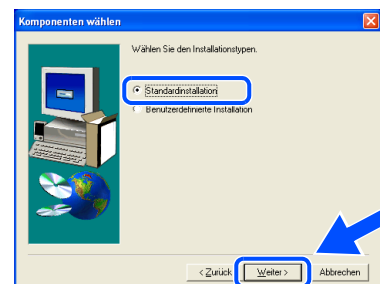 Komponenten wählen
Wählen Sie den Installationstypen.
Standardinstallation
Benutzerdefinierte Installation
< Zurück
Weiter >
Abbrechen